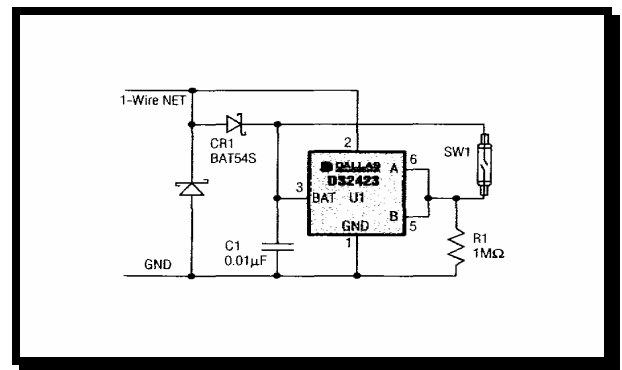 1-Wire NET
CR1
BAT54S
2
DALLAS
DS2423
A
6
SW1
3
BAT
U1
B
5
GND
1
C1
0.01µF
R1
1MΩ
GND